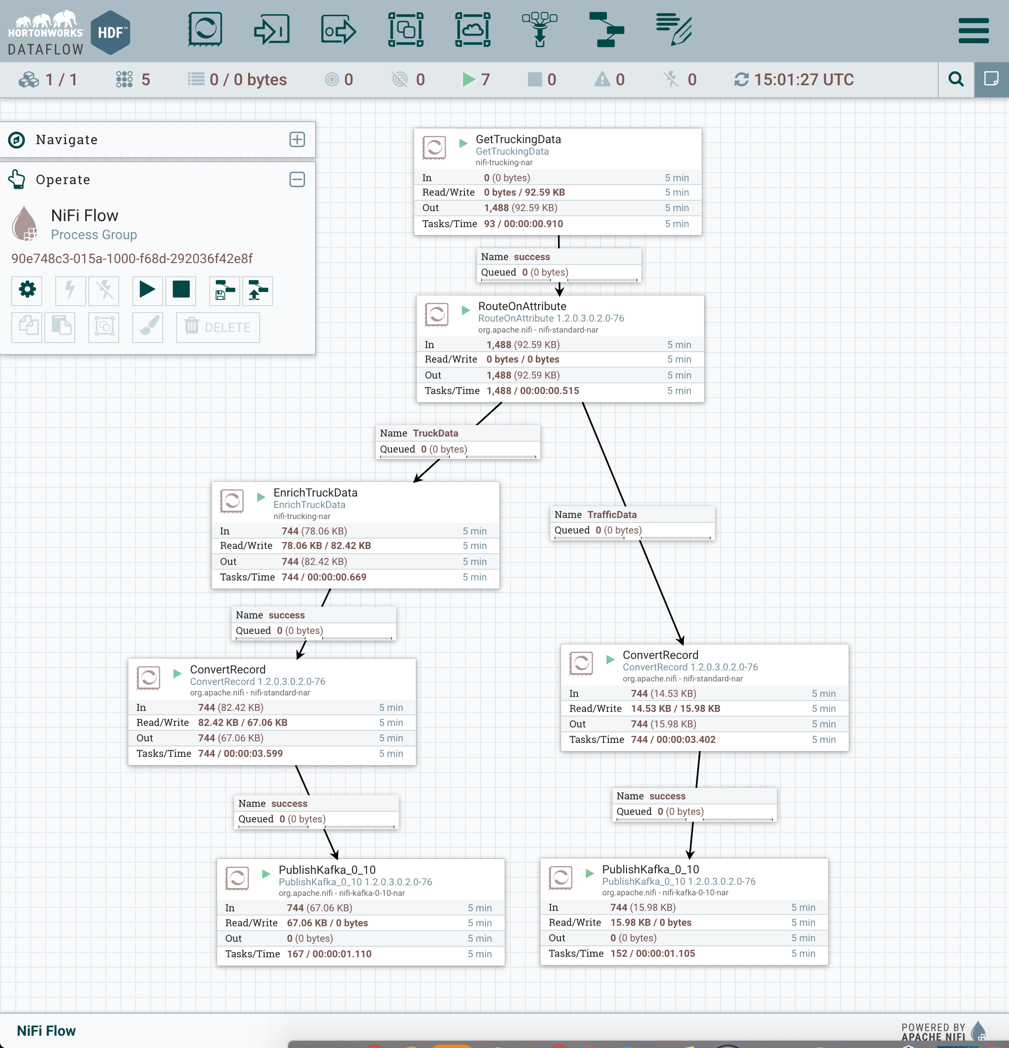 HORTONWORKS
DATAFLOW
HDF™
1 / 1
5
0 / 0 bytes
0
0
7
0
0
0
15:01:27 UTC
Navigate
Operate
NiFi Flow
Process Group
90e748c3-015a-1000-f68d-292036f42e8f
DELETE
GetTruckingData
GetTruckingData
nifi-trucking-nar
In 0 (0 bytes) 5 min
Read/Write 0 bytes / 92.59 KB 5 min
Out 1,488 (92.59 KB) 5 min
Tasks/Time 93 / 00:00:00.910 5 min
Name success
Queued 0 (0 bytes)
RouteOnAttribute
RouteOnAttribute 1.2.0.3.0.2.0-76
org.apache.nifi - nifi-standard-nar
In 1,488 (92.59 KB) 5 min
Read/Write 0 bytes / 0 bytes 5 min
Out 1,488 (92.59 KB) 5 min
Tasks/Time 1,488 / 00:00:00.515 5 min
Name TruckData
Queued 0 (0 bytes)
EnrichTruckData
EnrichTruckData
nifi-trucking-nar
In 744 (78.06 KB) 5 min
Read/Write 78.06 KB / 82.42 KB 5 min
Out 744 (82.42 KB) 5 min
Tasks/Time 744 / 00:00:00.669 5 min
Name TrafficData
Queued 0 (0 bytes)
Name success
Queued 0 (0 bytes)
ConvertRecord
ConvertRecord 1.2.0.3.0.2.0-76
org.apache.nifi - nifi-standard-nar
In 744 (82.42 KB) 5 min
Read/Write 82.42 KB / 67.06 KB 5 min
Out 744 (67.06 KB) 5 min
Tasks/Time 744 / 00:00:03.599 5 min
ConvertRecord
ConvertRecord 1.2.0.3.0.2.0-76
org.apache.nifi - nifi-standard-nar
In 744 (14.53 KB) 5 min
Read/Write 14.53 KB / 15.98 KB 5 min
Out 744 (15.98 KB) 5 min
Tasks/Time 744 / 00:00:03.402 5 min
Name success
Queued 0 (0 bytes)
Name success
Queued 0 (0 bytes)
PublishKafka_0_10
PublishKafka_0_10 1.2.0.3.0.2.0-76
org.apache.nifi - nifi-kafka-0-10-nar
In 744 (67.06 KB) 5 min
Read/Write 67.06 KB / 0 bytes 5 min
Out 0 (0 bytes) 5 min
Tasks/Time 167 / 00:00:01.110 5 min
PublishKafka_0_10
PublishKafka_0_10 1.2.0.3.0.2.0-76
org.apache.nifi - nifi-kafka-0-10-nar
In 744 (15.98 KB) 5 min
Read/Write 15.98 KB / 0 bytes 5 min
Out 0 (0 bytes) 5 min
Tasks/Time 152 / 00:00:01.105 5 min
NiFi Flow
POWERED BY
APACHE NIFI